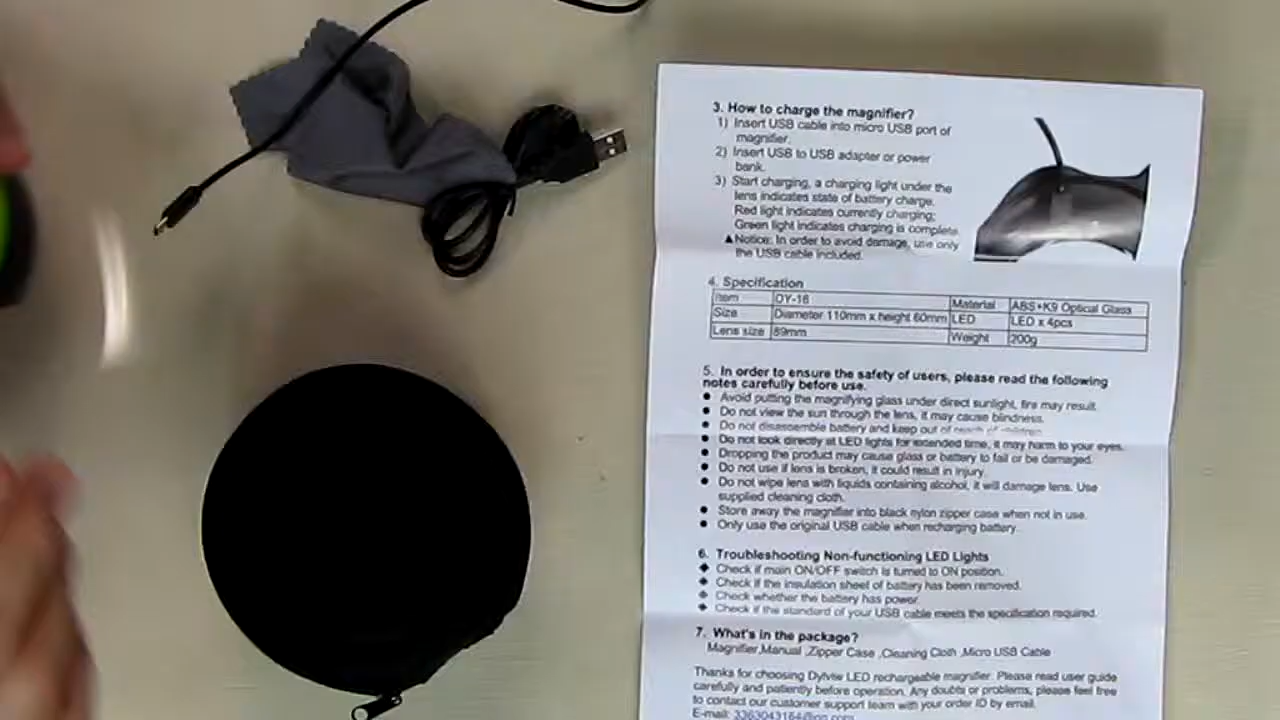 3. How to charge the magnifier?
1) Insert USB cable into micro USB port of
magnifier.
2) Insert USB to USB adapter or power
bank.
3) Start charging, a charging light under the
lens indicates state of battery charge.
Red light indicates currently charging;
Green light indicates charging is complete.
▲Notice: In order to avoid damage, use only
the USB cable included.
4. Specification
Item DY-16 Material ABS+K9 Optical Glass
Size Diameter 110mm x height 60mm LED LED x 4pcs
Lens size 89mm Weight 200g
5. In order to ensure the safety of users, please read the following
notes carefully before use.
● Avoid putting the magnifying glass under direct sunlight, fire may result.
● Do not view the sun through the lens, it may cause blindness.
● Do not disassemble battery and keep out of reach of children.
● Do not look directly at LED lights for extended time, it may harm to your eyes.
● Dropping the product may cause glass or battery to fail or be damaged.
● Do not use if lens is broken, it could result in injury.
● Do not wipe lens with liquids containing alcohol, it will damage lens. Use
supplied cleaning cloth.
● Store away the magnifier into black nylon zipper case when not in use.
● Only use the original USB cable when recharging battery.
6. Troubleshooting Non-functioning LED Lights
◆ Check if main ON/OFF switch is turned to ON position.
◆ Check if the insulation sheet of battery has been removed.
◆ Check whether the battery has power.
◆ Check if the standard of your USB cable meets the specification required.
7. What's in the package?
Magnifier,Manual ,Zipper Case ,Cleaning Cloth ,Micro USB Cable
Thanks for choosing Dylviw LED rechargeable magnifier. Please read user guide
carefully and patiently before operation. Any doubts or problems, please feel free
to contact our customer support team with your order ID by email.
E-mail: